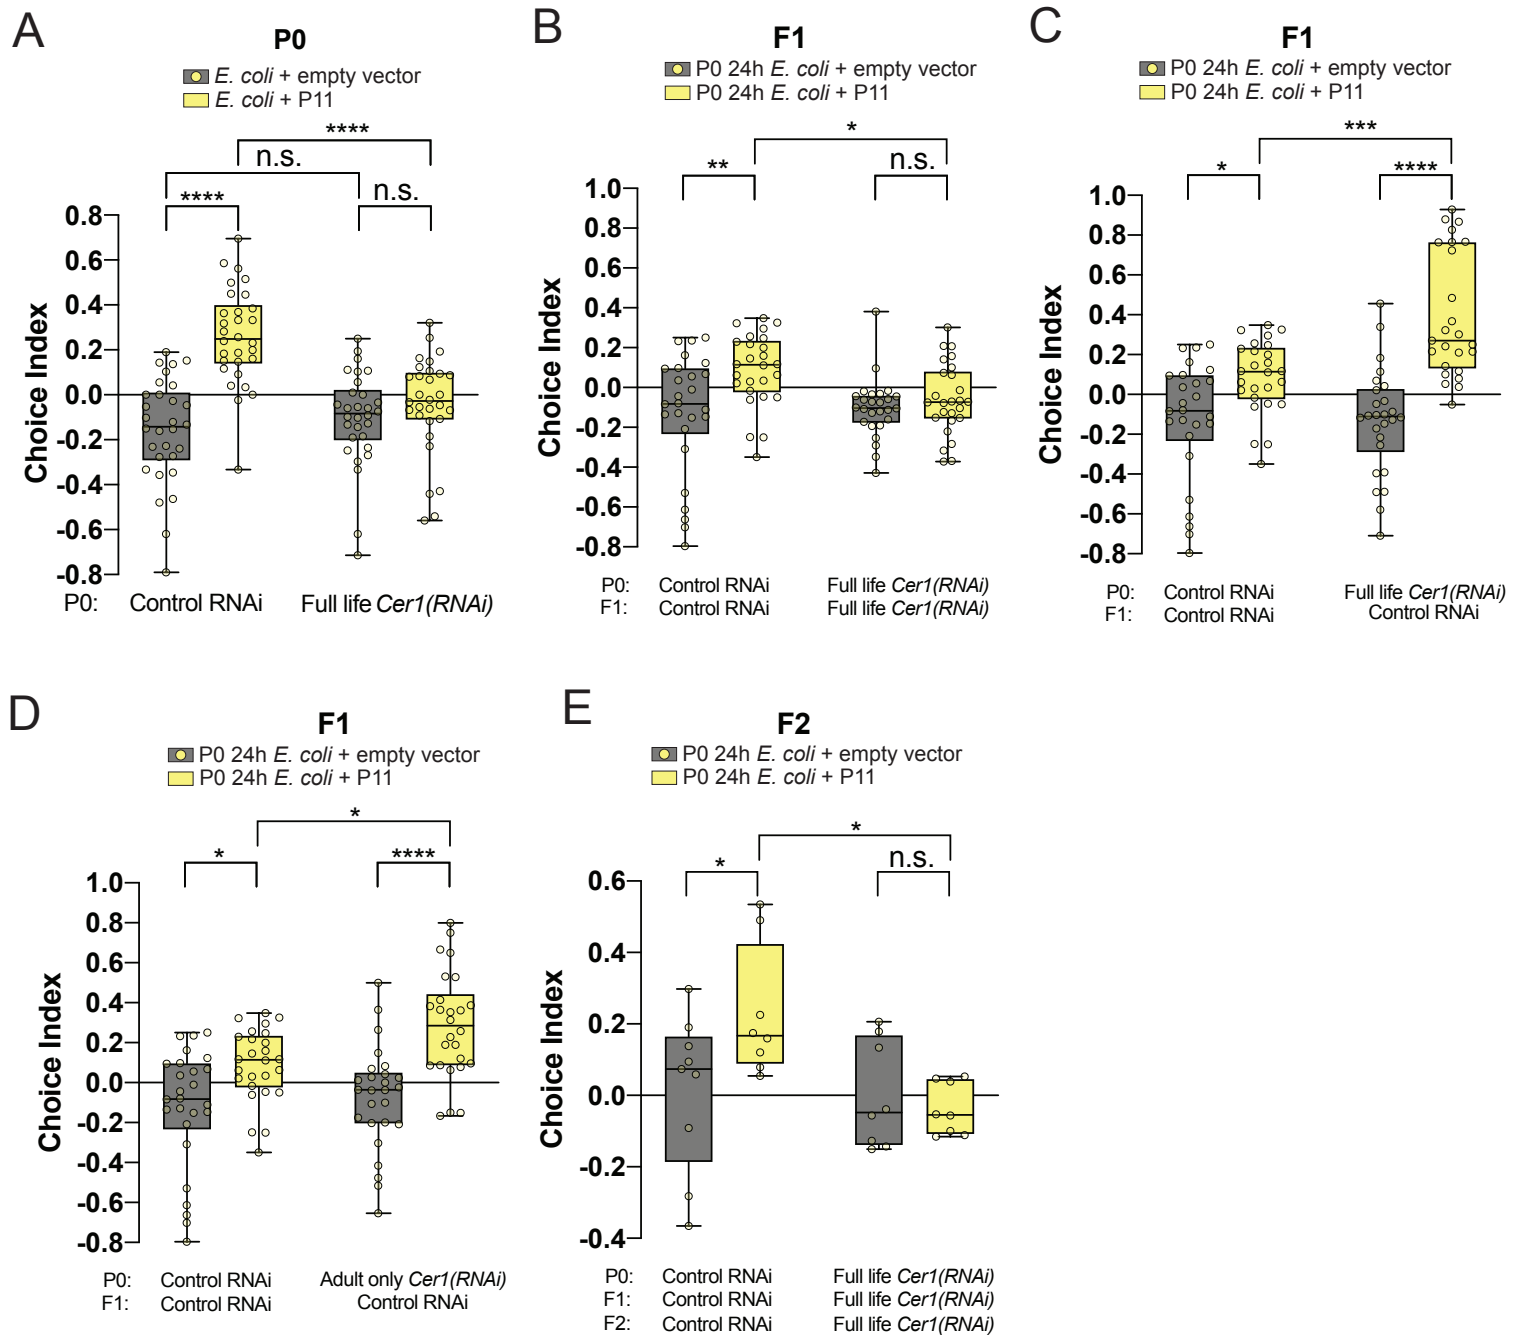 A
P0
E. coli + empty vector
E. coli + P11
****
n.s.
****
n.s.
Choice Index
0.8
0.6
0.4
0.2
0.0
-0.2
-0.4
-0.6
-0.8
P0: Control RNAi Full life Cer1(RNAi)
B
F1
P0 24h E. coli + empty vector
P0 24h E. coli + P11
*
** n.s.
Choice Index
1.0
0.8
0.6
0.4
0.2
0.0
-0.2
-0.4
-0.6
-0.8
P0: Control RNAi Full life Cer1(RNAi)
F1: Control RNAi Full life Cer1(RNAi)
C
F1
P0 24h E. coli + empty vector
P0 24h E. coli + P11
***
* ****
Choice Index
1.0
0.8
0.6
0.4
0.2
0.0
-0.2
-0.4
-0.6
-0.8
P0: Control RNAi Full life Cer1(RNAi)
F1: Control RNAi Control RNAi
D
F1
P0 24h E. coli + empty vector
P0 24h E. coli + P11
*
* ****
Choice Index
1.0
0.8
0.6
0.4
0.2
0.0
-0.2
-0.4
-0.6
-0.8
P0: Control RNAi Adult only Cer1(RNAi)
F1: Control RNAi Control RNAi
E
F2
P0 24h E. coli + empty vector
P0 24h E. coli + P11
*
* n.s.
Choice Index
0.6
0.4
0.2
0.0
-0.2
-0.4
P0: Control RNAi Full life Cer1(RNAi)
F1: Control RNAi Full life Cer1(RNAi)
F2: Control RNAi Full life Cer1(RNAi)